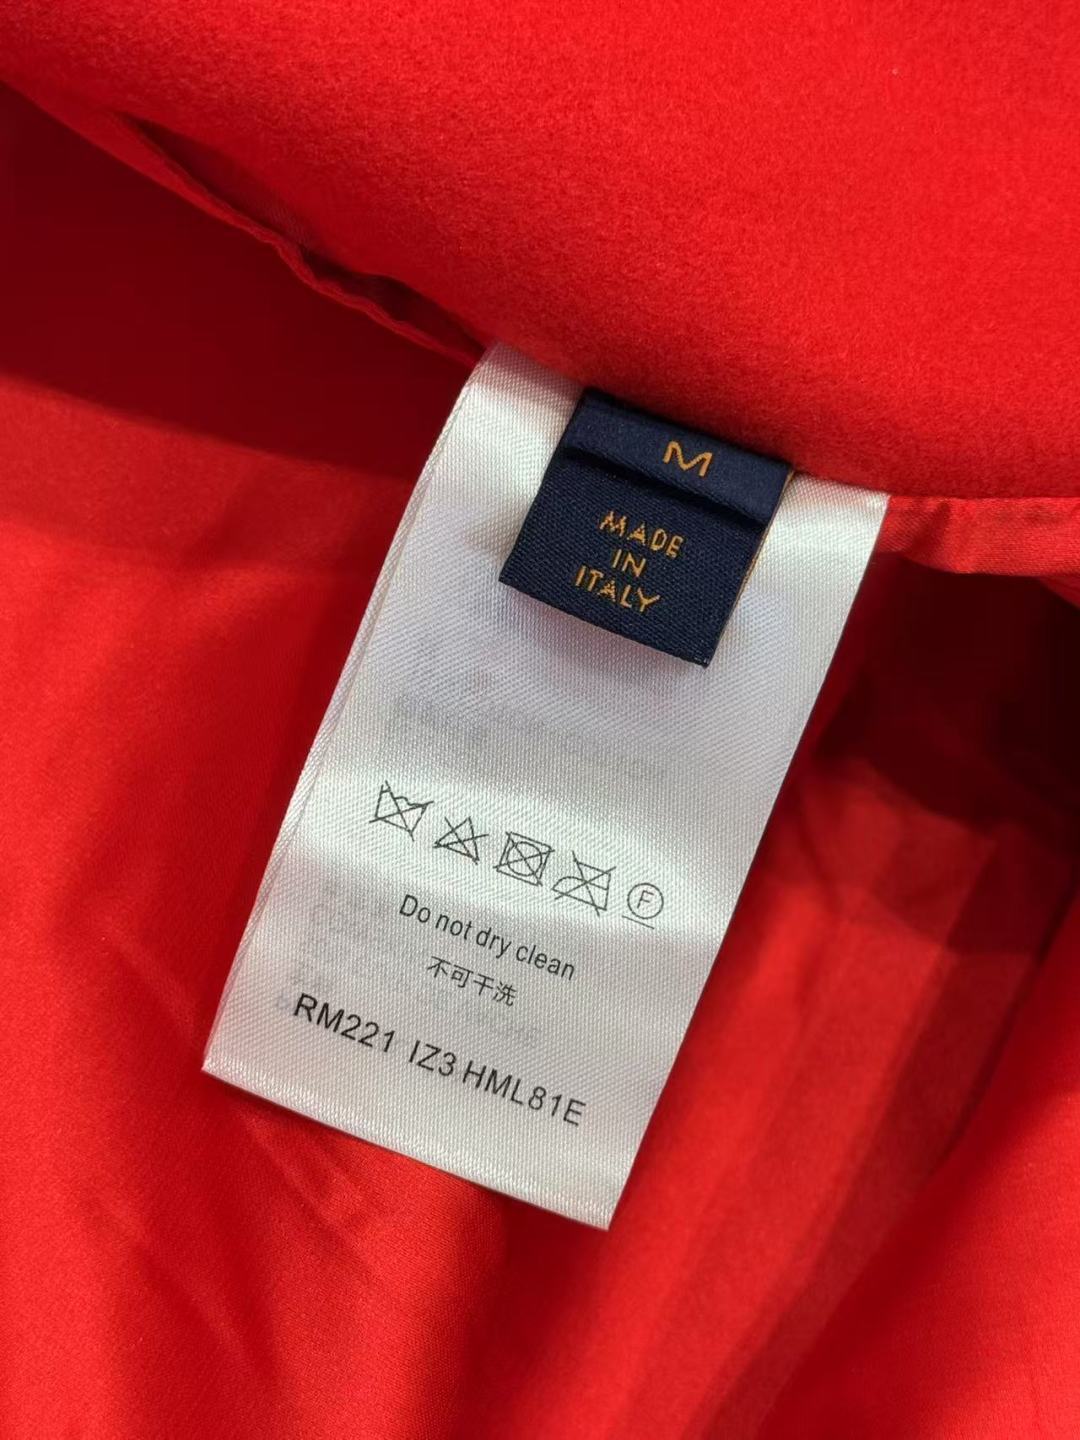 M
MADE
IN
ITALY
F
Do not dry clean
不可干洗
RM221 IZ3 HML81E